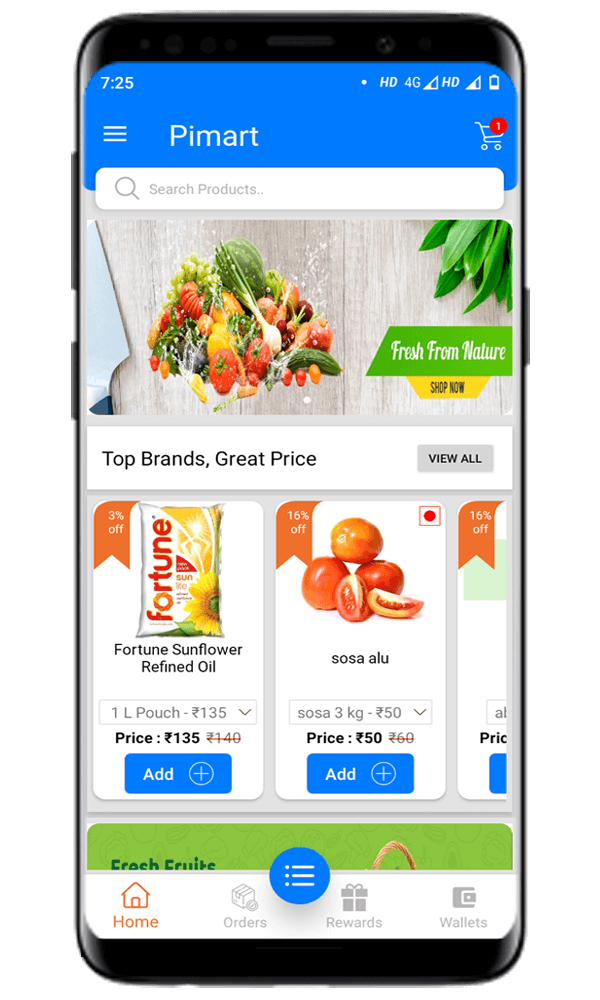 7:25
HD 4G HD
Pimart
1
Search Products..
Fresh From Nature
SHOP NOW
Top Brands, Great Price
VIEW ALL
3%
off
fortune
sun
lite
Fortune Sunflower
Refined Oil
1 L Pouch - ₹135
Price : ₹135 ₹140
Add
16%
off
sosa alu
sosa 3 kg - ₹50
Price : ₹50 ₹60
Add
16%
off
ab
Pric
Fresh Fruits
Home
Orders
Rewards
Wallets